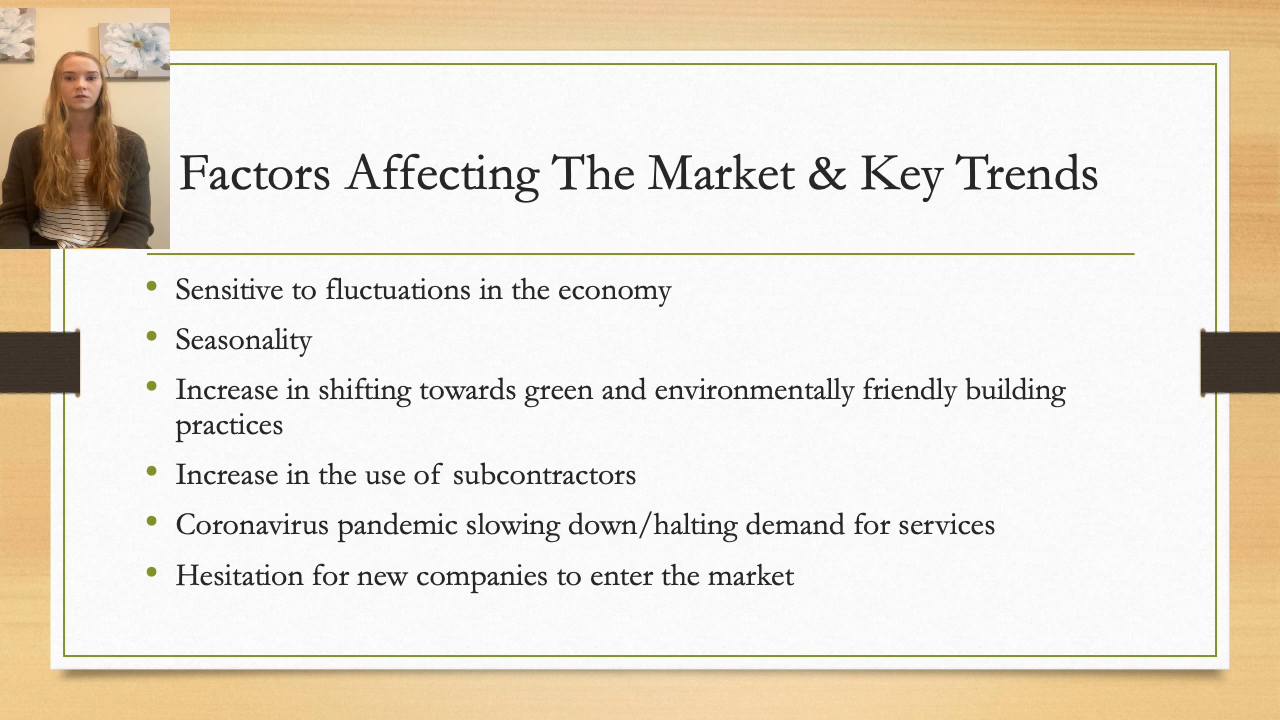 Factors Affecting The Market & Key Trends
• Sensitive to fluctuations in the economy
• Seasonality
• Increase in shifting towards green and environmentally friendly building
practices
• Increase in the use of subcontractors
• Coronavirus pandemic slowing down/halting demand for services
• Hesitation for new companies to enter the market